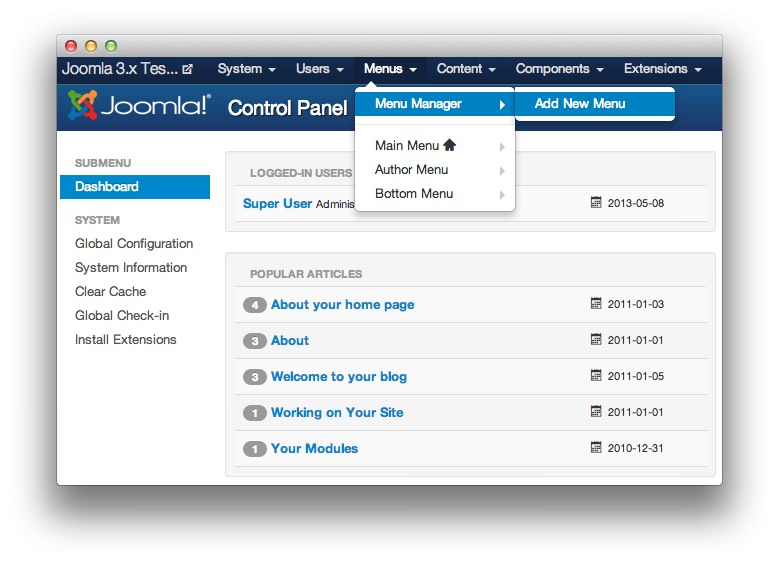 Joomla 3.x Tes... System Users Menus Content Components Extensions
Joomla!® Control Panel
Menu Manager Add New Menu
Main Menu
Author Menu
Bottom Menu
SUBMENU
Dashboard
SYSTEM
Global Configuration
System Information
Clear Cache
Global Check-in
Install Extensions
LOGGED-IN USERS
Super User Adminis 2013-05-08
POPULAR ARTICLES
4 About your home page 2011-01-03
3 About 2011-01-01
3 Welcome to your blog 2011-01-05
1 Working on Your Site 2011-01-01
1 Your Modules 2010-12-31